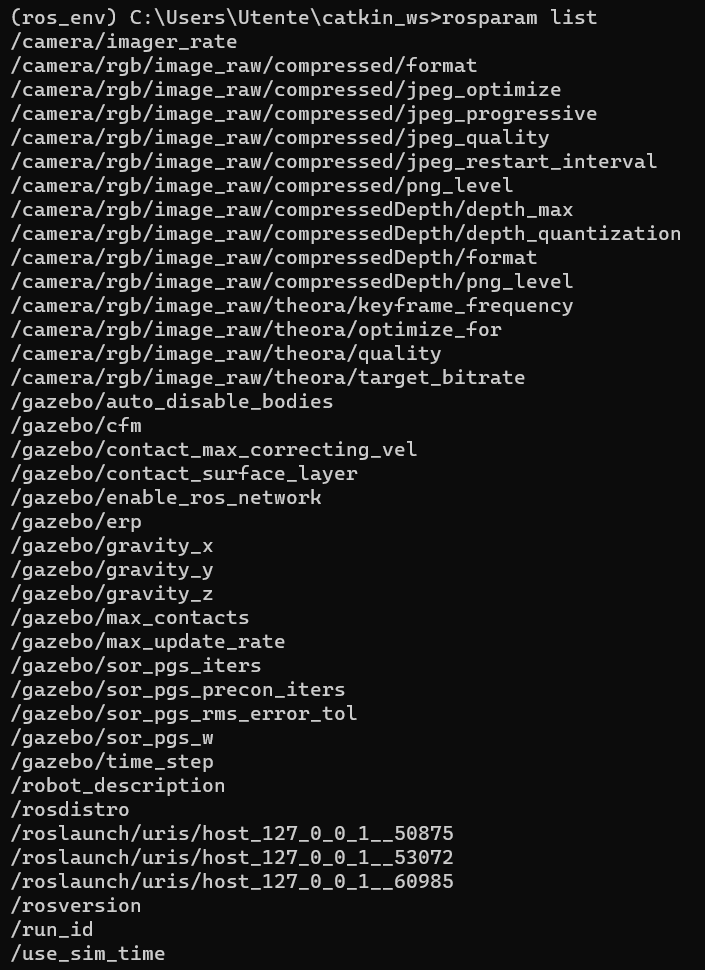 (ros_env) C:\Users\Utente\catkin_ws>rosparam list
/camera/imager_rate
/camera/rgb/image_raw/compressed/format
/camera/rgb/image_raw/compressed/jpeg_optimize
/camera/rgb/image_raw/compressed/jpeg_progressive
/camera/rgb/image_raw/compressed/jpeg_quality
/camera/rgb/image_raw/compressed/jpeg_restart_interval
/camera/rgb/image_raw/compressed/png_level
/camera/rgb/image_raw/compressedDepth/depth_max
/camera/rgb/image_raw/compressedDepth/depth_quantization
/camera/rgb/image_raw/compressedDepth/format
/camera/rgb/image_raw/compressedDepth/png_level
/camera/rgb/image_raw/theora/keyframe_frequency
/camera/rgb/image_raw/theora/optimize_for
/camera/rgb/image_raw/theora/quality
/camera/rgb/image_raw/theora/target_bitrate
/gazebo/auto_disable_bodies
/gazebo/cfm
/gazebo/contact_max_correcting_vel
/gazebo/contact_surface_layer
/gazebo/enable_ros_network
/gazebo/erp
/gazebo/gravity_x
/gazebo/gravity_y
/gazebo/gravity_z
/gazebo/max_contacts
/gazebo/max_update_rate
/gazebo/sor_pgs_iters
/gazebo/sor_pgs_precon_iters
/gazebo/sor_pgs_rms_error_tol
/gazebo/sor_pgs_w
/gazebo/time_step
/robot_description
/rosdistro
/roslaunch/uris/host_127_0_0_1__50875
/roslaunch/uris/host_127_0_0_1__53072
/roslaunch/uris/host_127_0_0_1__60985
/rosversion
/run_id
/use_sim_time